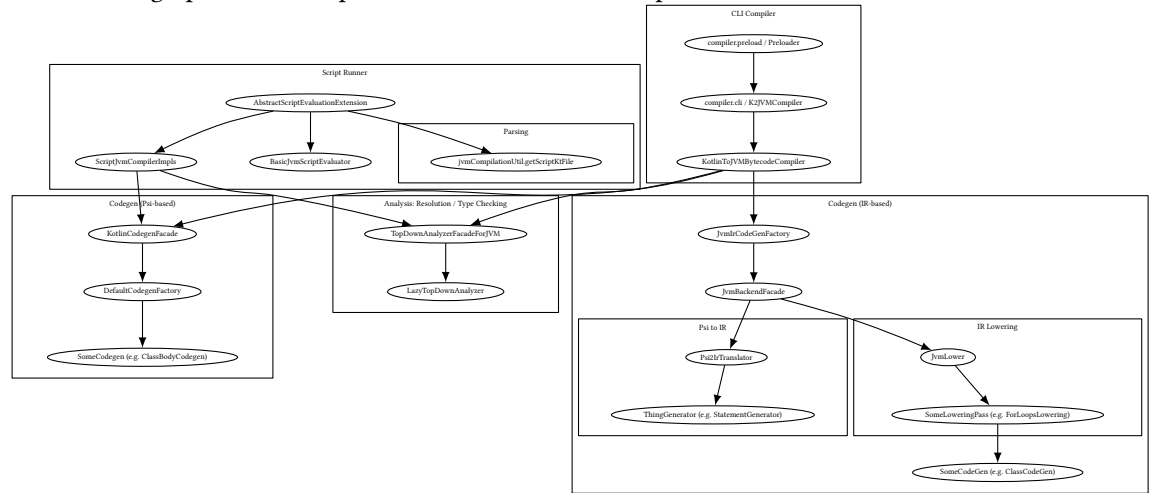 CLI Compiler
compiler.preload / Preloader
Script Runner
AbstractScriptEvaluationExtension
compiler.cli / K2JVMCompiler
Parsing
ScriptJvmCompilerImpls
BasicJvmScriptEvaluator
jvmCompilationUtil.getScriptKtFile
KotlinToJVMBytecodeCompiler
Codegen (Psi-based)
Analysis: Resolution / Type Checking
Codegen (IR-based)
KotlinCodegenFacade
TopDownAnalyzerFacadeForJVM
JvmIrCodeGenFactory
DefaultCodegenFactory
LazyTopDownAnalyzer
JvmBackendFacade
Psi to IR
IR Lowering
SomeCodegen (e.g. ClassBodyCodegen)
Psi2IrTranslator
JvmLower
ThingGenerator (e.g. StatementGenerator)
SomeLoweringPass (e.g. ForLoopsLowering)
SomeCodeGen (e.g. ClassCodeGen)